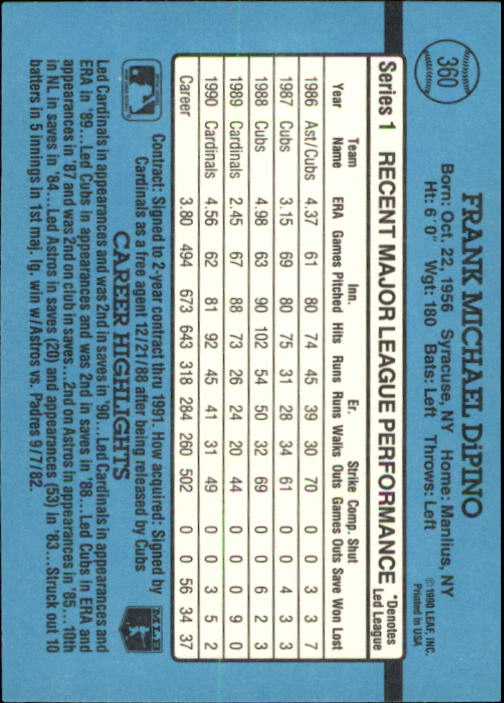 360
FRANK MICHAEL DiPINO
©1990 LEAF, INC.
Printed in USA
Born: Oct. 22, 1956 Syracuse, NY Home: Manlius, NY
Ht: 6' 0" Wgt: 180 Bats: Left Throws: Left
Series 1 RECENT MAJOR LEAGUE PERFORMANCE *Denotes Led League
Team Inn. Er. Strike Comp. Shut
Year Name ERA Games Pitched Hits Runs Runs Walks Outs Games Outs Save Won Lost
1986 Ast/Cubs 4.37 61 80 74 45 39 30 70 0 0 3 3 7
1987 Cubs 3.15 69 80 75 31 28 34 61 0 0 4 3 3
1988 Cubs 4.98 63 90 102 54 50 32 69 0 0 6 2 3
1989 Cardinals 2.45 67 88 73 26 24 20 44 0 0 0 9 0
1990 Cardinals 4.56 62 81 92 45 41 31 49 0 0 3 5 2
Career 3.80 494 673 643 318 284 260 502 0 0 56 34 37
Contract: Signed to 2-year contract thru 1991. How acquired: Signed by
Cardinals as a free agent 12/21/88 after being released by Cubs
MLB
CAREER HIGHLIGHTS
Led Cardinals in appearances and was 2nd in saves in '90...Led Cardinals in appearances and
ERA in '89...Led Cubs in appearances and was 2nd in saves in '88...Led Cubs in ERA and
appearances in '87 and was 2nd on club in saves...2nd on Astros in appearances in '85...10th
in NL in saves in '84...Led Astros in saves (20) and appearances (53) in '83...Struck out 10
batters in 5 innings in 1st maj. lg. win w/Astros vs. Padres 9/7/82.